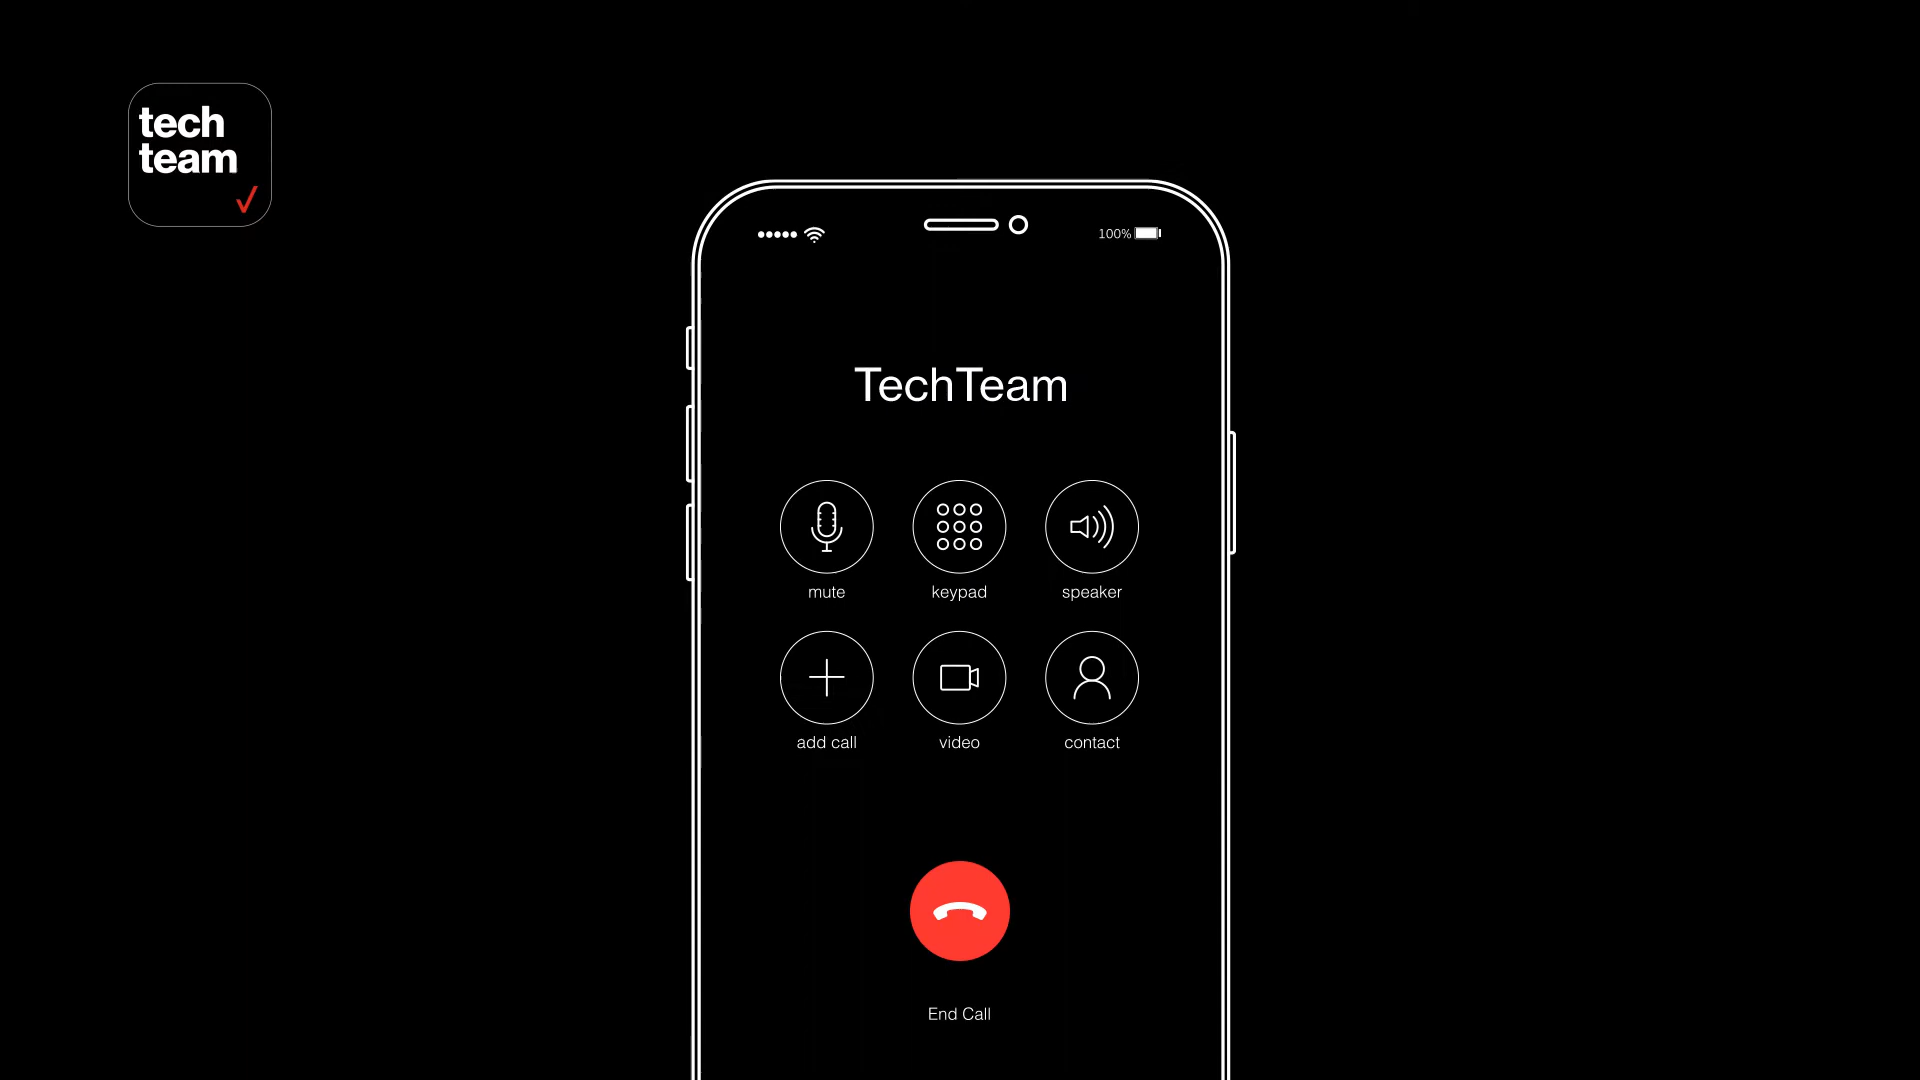 tech
team
100%
TechTeam
mute keypad speaker
add call video contact
End Call